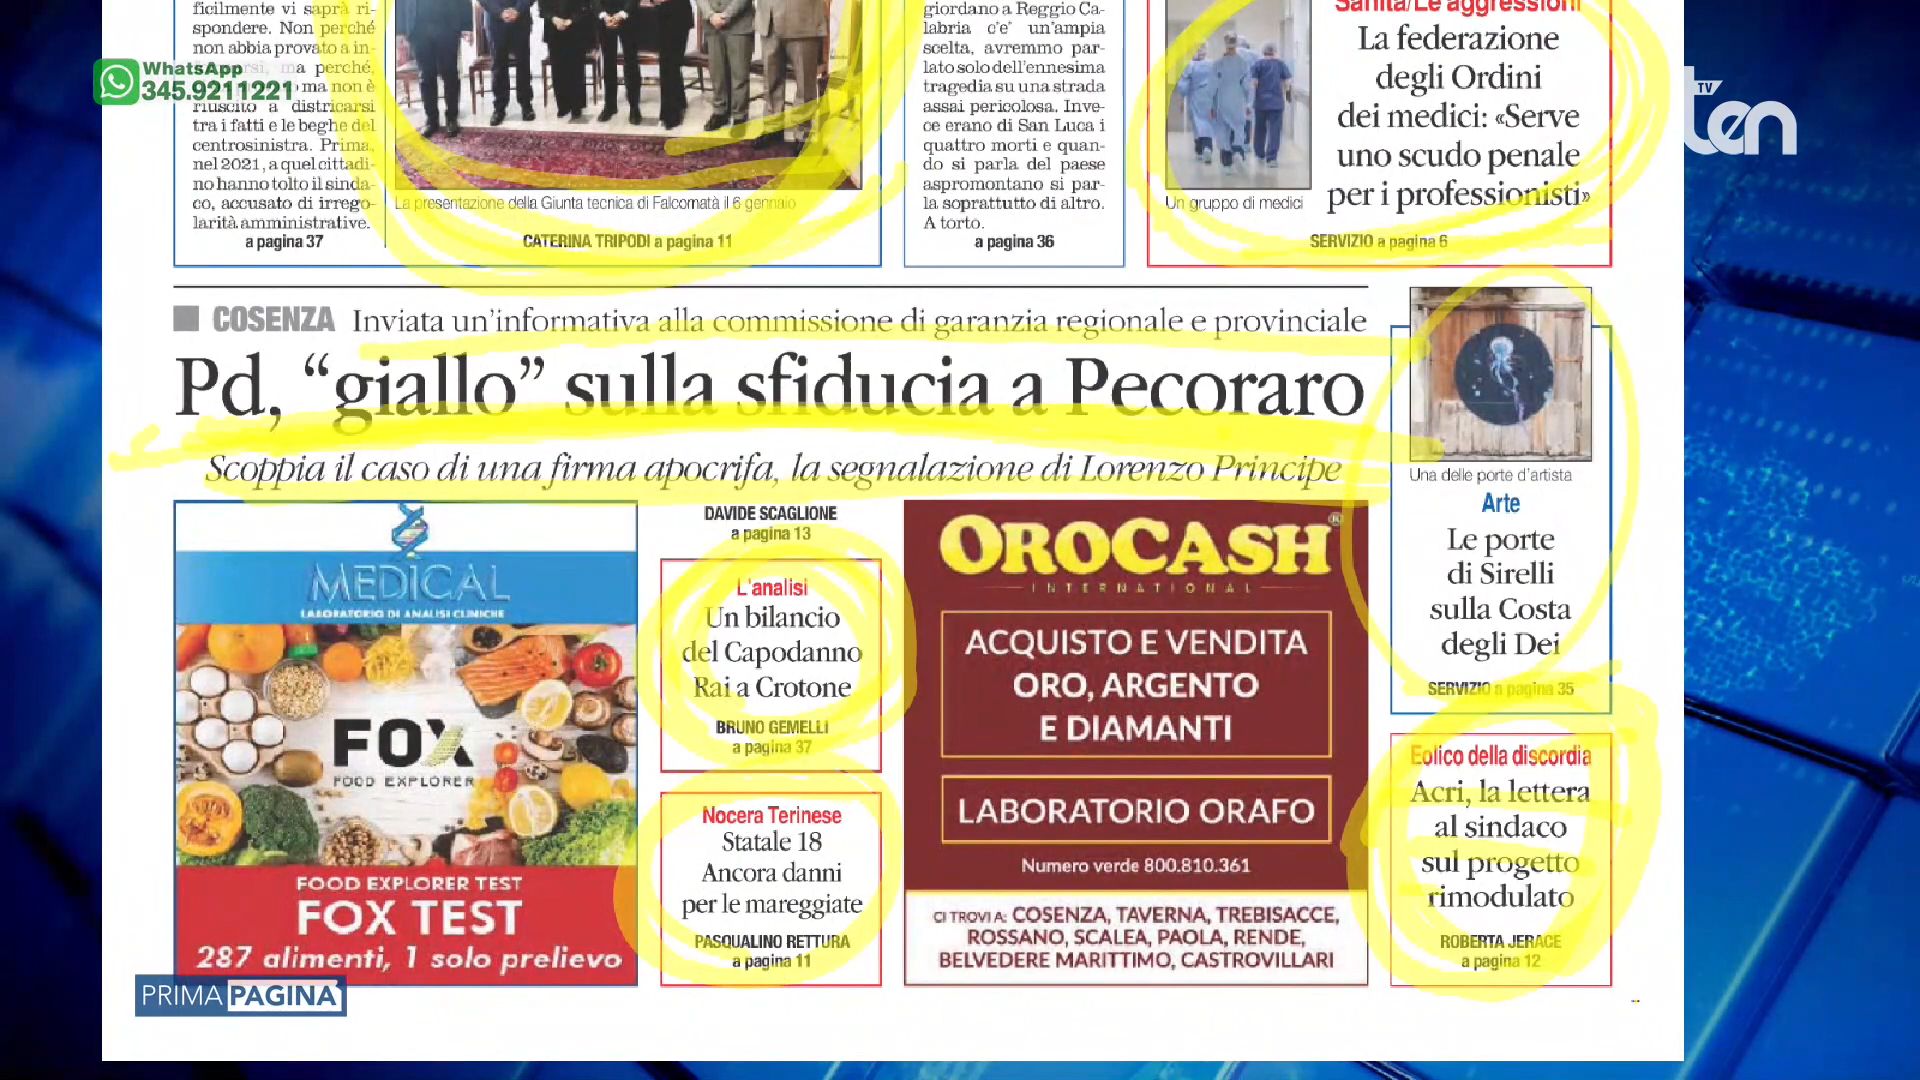 ficilmente vi saprà ri-
spondere. Non perché
non abbia provato a in-
ma perché,
ma non è
riuscito a districarsi
tra i fatti e le beghe del
centrosinistra. Prima,
nel 2021, a quel cittadi-
no hanno tolto il sinda-
co, accusato di irrego-
larità amministrative.
a pagina 37
WhatsApp
345.9211221
La presentazione della Giunta tecnica di Falcomatà il 6 gennaio
CATERINA TRIPODI a pagina 11
giordano a Reggio Ca-
labria c'e' un'ampia
scelta, avremmo par-
lato solo dell'ennesima
tragedia su una strada
assai pericolosa. Inve-
ce erano di San Luca i
quattro morti e quan-
do si parla del paese
aspromontano si par-
la soprattutto di altro.
A torto.
a pagina 36
Sanità/Le aggressioni
La federazione
degli Ordini
dei medici: «Serve
uno scudo penale
per i professionisti»
Un gruppo di medici
SERVIZIO a pagina 6
TV
ten
COSENZA Inviata un'informativa alla commissione di garanzia regionale e provinciale
Pd, “giallo” sulla sfiducia a Pecoraro
Scoppia il caso di una firma apocrifa, la segnalazione di Lorenzo Principe
DAVIDE SCAGLIONE
a pagina 13
MEDICAL
LABORATORIO DI ANALISI CLINICHE
FOX
FOOD EXPLORER
FOOD EXPLORER TEST
FOX TEST
287 alimenti, 1 solo prelievo
L'analisi
Un bilancio
del Capodanno
Rai a Crotone
BRUNO GEMELLI
a pagina 37
Nocera Terinese
Statale 18
Ancora danni
per le mareggiate
PASQUALINO RETTURA
a pagina 11
OROCASH®
INTERNATIONAL
ACQUISTO E VENDITA
ORO, ARGENTO
E DIAMANTI
LABORATORIO ORAFO
Numero verde 800.810.361
CI TROVI A: COSENZA, TAVERNA, TREBISACCE,
ROSSANO, SCALEA, PAOLA, RENDE,
BELVEDERE MARITTIMO, CASTROVILLARI
Una delle porte d'artista
Arte
Le porte
di Sirelli
sulla Costa
degli Dei
SERVIZIO a pagina 35
Eolico della discordia
Acri, la lettera
al sindaco
sul progetto
rimodulato
ROBERTA JERACE
a pagina 12
PRIMA PAGINA